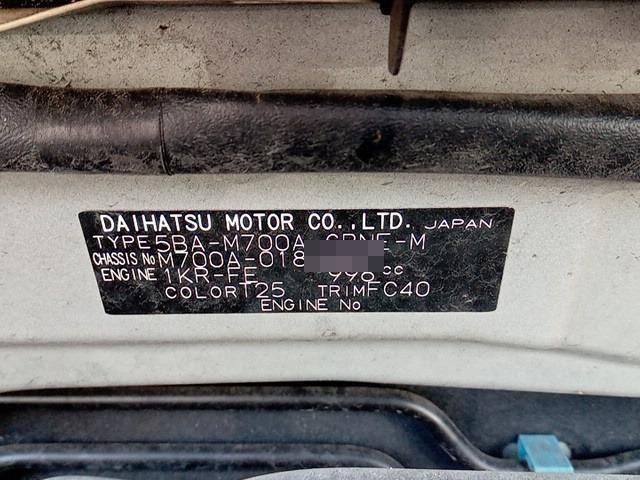 DAIHATSU MOTOR CO.,LTD. JAPAN
TYPE 5BA-M700A-GBNE-M
CHASSIS No M700A-018
ENGINE 1KR-FE 996 cc
COLOR T25 TRIM FC40
ENGINE No